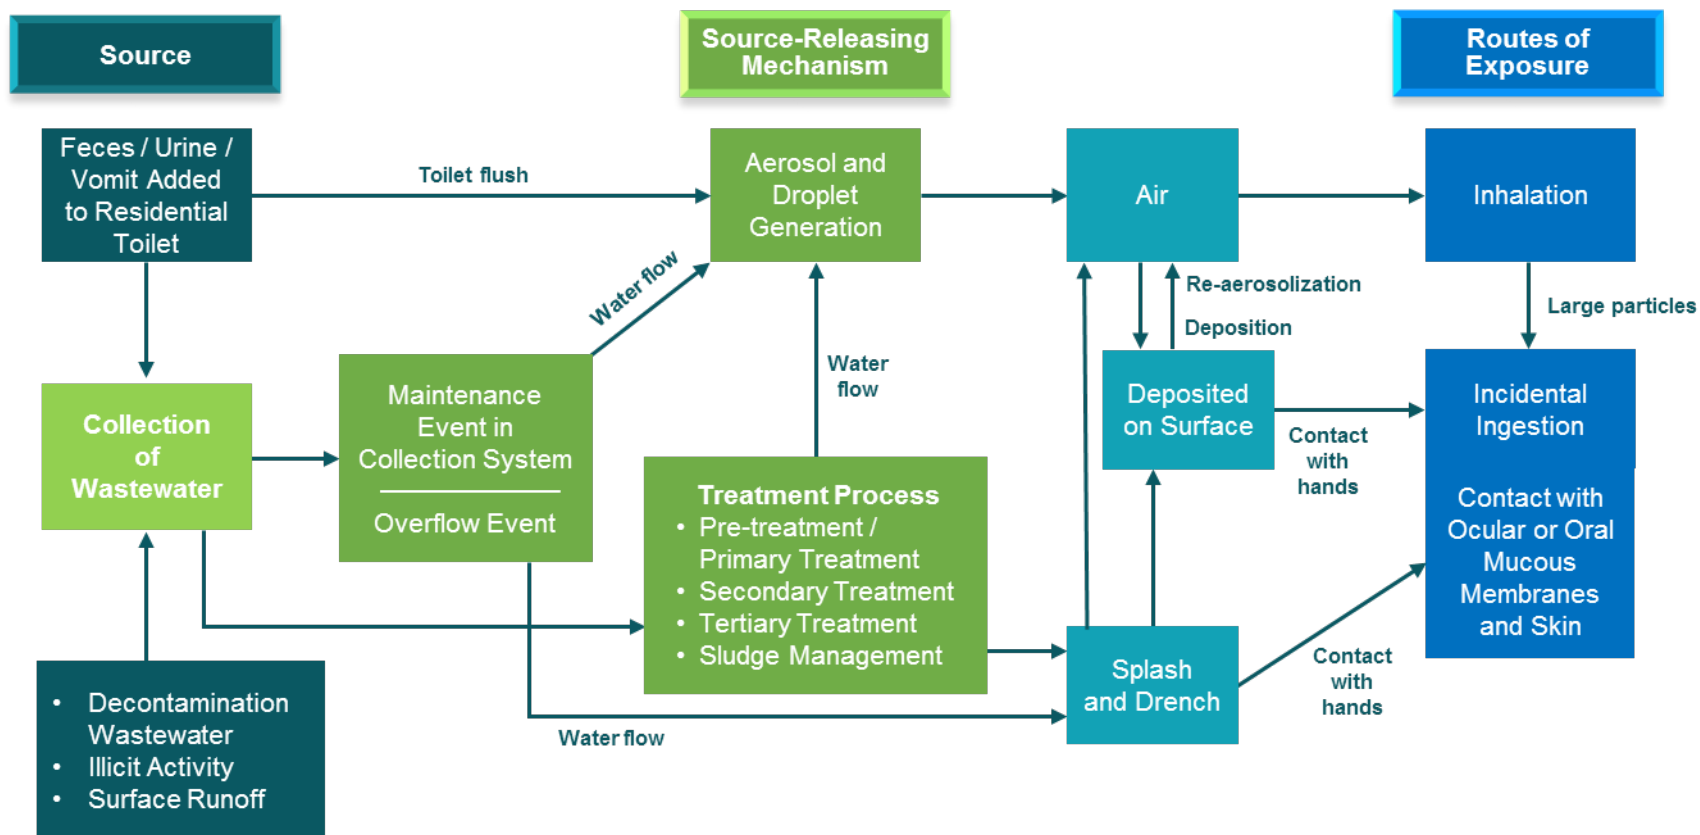 Source
Source-Releasing
Mechanism
Routes of
Exposure
Feces / Urine /
Vomit Added
to Residential
Toilet
Toilet flush
Aerosol and
Droplet
Generation
Air
Inhalation
Water flow
Re-aerosolization
Deposition
Large particles
Collection
of
Wastewater
Maintenance
Event in
Collection System
Overflow Event
Water
flow
Deposited
on Surface
Contact
with
hands
Incidental
Ingestion
Treatment Process
• Pre-treatment /
Primary Treatment
• Secondary Treatment
• Tertiary Treatment
• Sludge Management
Contact with
Ocular or Oral
Mucous
Membranes
and Skin
Splash
and Drench
Contact
with
hands
Water flow
• Decontamination
Wastewater
• Illicit Activity
• Surface Runoff